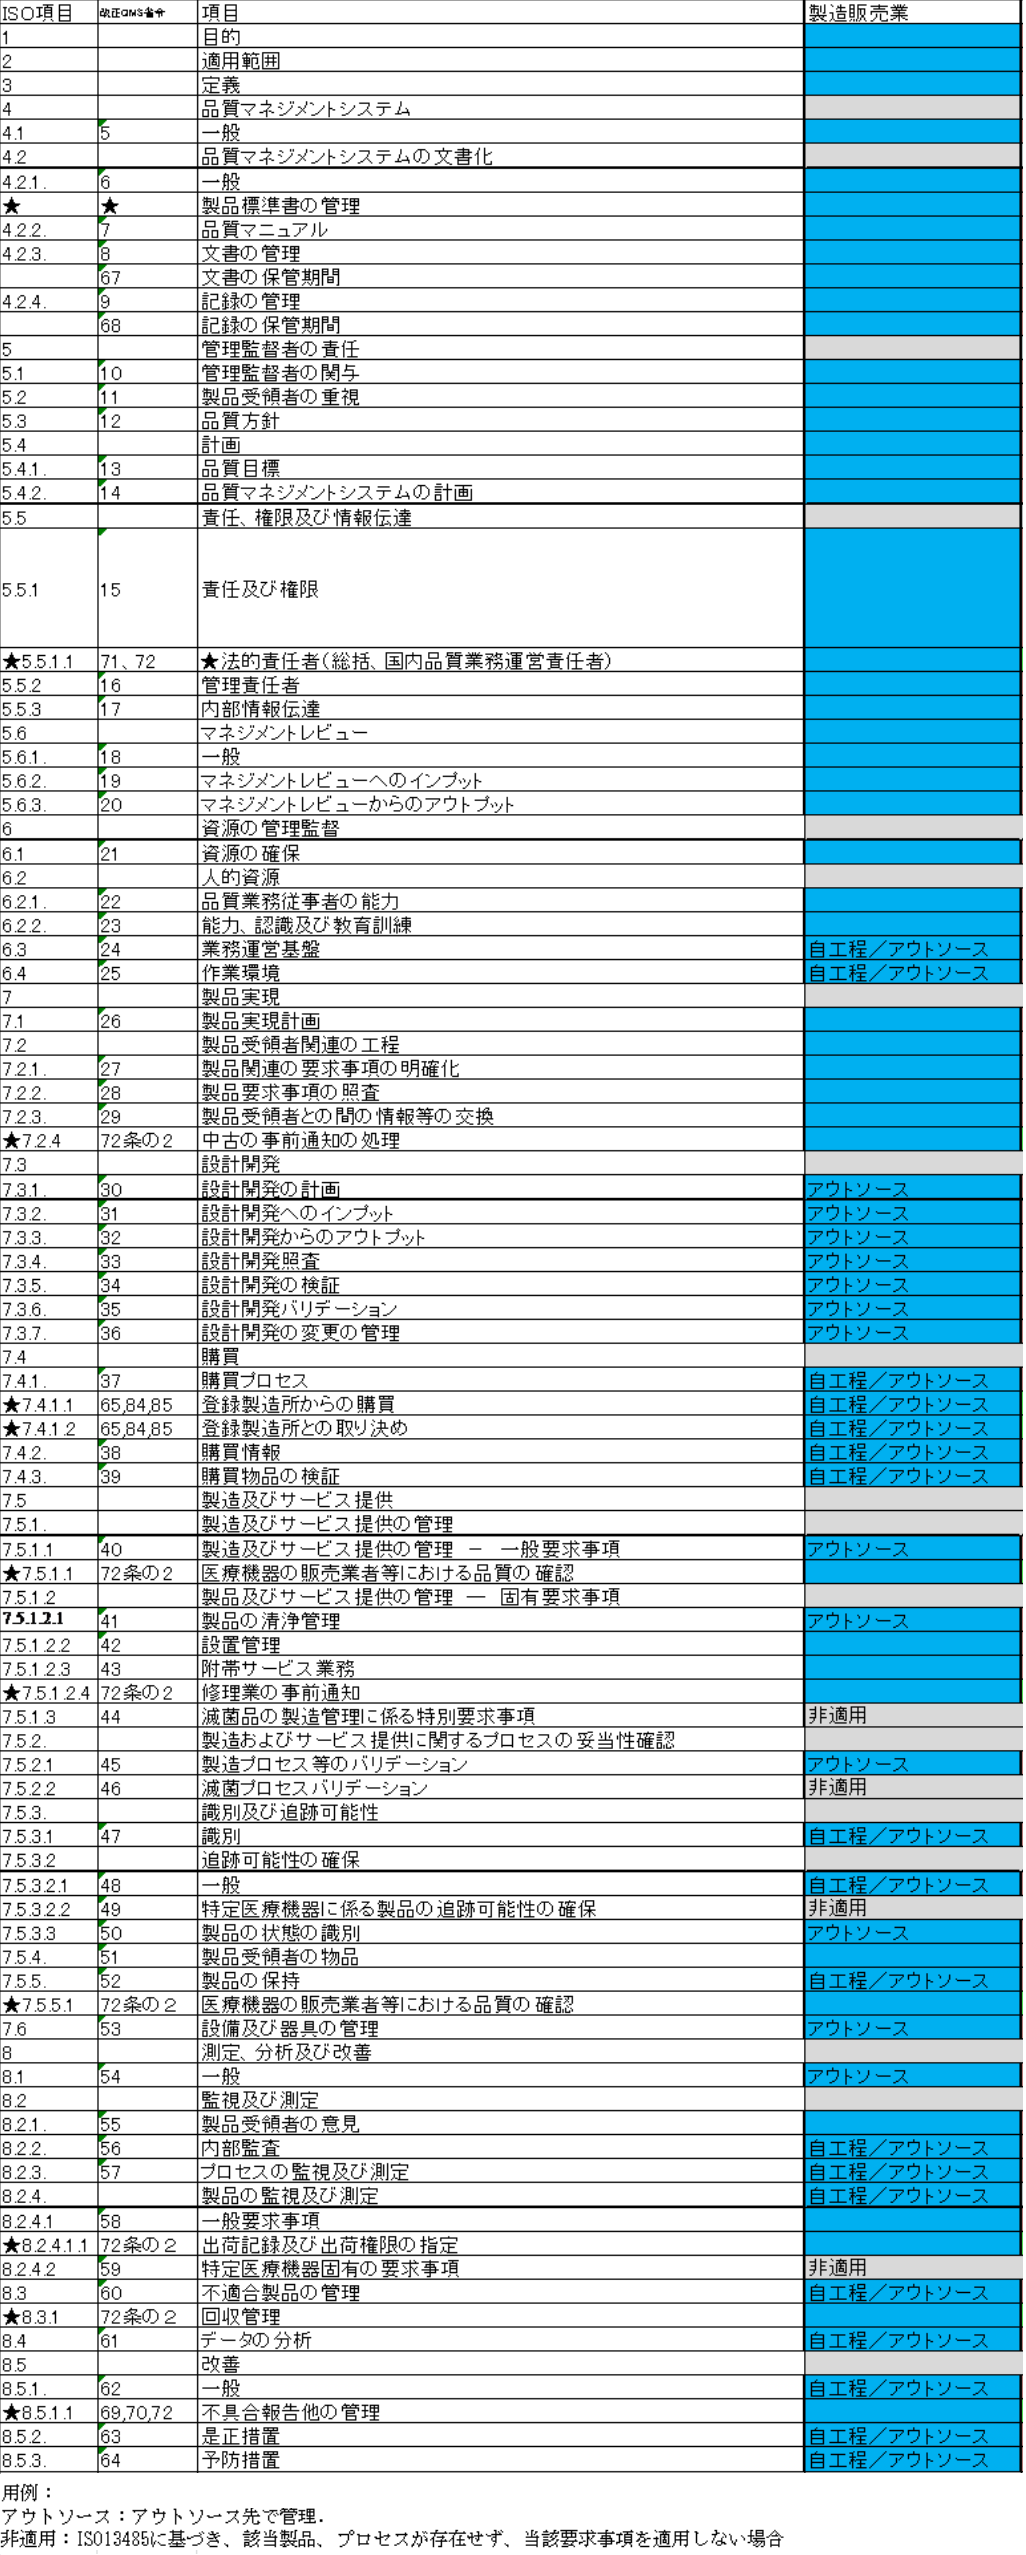 ISO項目 改正QMS省令 項目 製造販売業
1 目的
2 適用範囲
3 定義
4 品質マネジメントシステム
4.1 5 一般
4.2 品質マネジメントシステムの文書化
4.2.1. 6 一般
★ ★ 製品標準書の管理
4.2.2. 7 品質マニュアル
4.2.3. 8 文書の管理
67 文書の保管期間
4.2.4. 9 記録の管理
68 記録の保管期間
5 管理監督者の責任
5.1 10 管理監督者の関与
5.2 11 製品受領者の重視
5.3 12 品質方針
5.4 計画
5.4.1. 13 品質目標
5.4.2. 14 品質マネジメントシステムの計画
5.5 責任、権限及び情報伝達
5.5.1 15 責任及び権限
★5.5.1.1 71、72 ★法的責任者(総括、国内品質業務運営責任者)
5.5.2 16 管理責任者
5.5.3 17 内部情報伝達
5.6 マネジメントレビュー
5.6.1. 18 一般
5.6.2. 19 マネジメントレビューへのインプット
5.6.3. 20 マネジメントレビューからのアウトプット
6 資源の管理監督
6.1 21 資源の確保
6.2 人的資源
6.2.1. 22 品質業務従事者の能力
6.2.2. 23 能力、認識及び教育訓練
6.3 24 業務運営基盤 自工程/アウトソース
6.4 25 作業環境 自工程/アウトソース
7 製品実現
7.1 26 製品実現計画
7.2 製品受領者関連の工程
7.2.1. 27 製品関連の要求事項の明確化
7.2.2. 28 製品要求事項の照査
7.2.3. 29 製品受領者との間の情報等の交換
★7.2.4 72条の2 中古の事前通知の処理
7.3 設計開発
7.3.1. 30 設計開発の計画 アウトソース
7.3.2. 31 設計開発へのインプット アウトソース
7.3.3. 32 設計開発からのアウトプット アウトソース
7.3.4. 33 設計開発照査 アウトソース
7.3.5. 34 設計開発の検証 アウトソース
7.3.6. 35 設計開発バリデーション アウトソース
7.3.7. 36 設計開発の変更の管理 アウトソース
7.4 購買
7.4.1. 37 購買プロセス 自工程/アウトソース
★7.4.1.1 65,84,85 登録製造所からの購買 自工程/アウトソース
★7.4.1.2 65,84,85 登録製造所との取り決め 自工程/アウトソース
7.4.2. 38 購買情報 自工程/アウトソース
7.4.3. 39 購買物品の検証 自工程/アウトソース
7.5 製造及びサービス提供
7.5.1. 製造及びサービス提供の管理
7.5.1.1 40 製造及びサービス提供の管理 － 一般要求事項 アウトソース
★7.5.1.1 72条の2 医療機器の販売業者等における品質の確認
7.5.1.2 製品及びサービス提供の管理 ― 固有要求事項
7.5.1.2.1 41 製品の清浄管理 アウトソース
7.5.1.2.2 42 設置管理
7.5.1.2.3 43 附帯サービス業務
★7.5.1.2.4 72条の2 修理業の事前通知
7.5.1.3 44 滅菌品の製造管理に係る特別要求事項 非適用
7.5.2. 製造およびサービス提供に関するプロセスの妥当性確認
7.5.2.1 45 製造プロセス等のバリデーション アウトソース
7.5.2.2 46 滅菌プロセスバリデーション 非適用
7.5.3. 識別及び追跡可能性
7.5.3.1 47 識別 自工程/アウトソース
7.5.3.2 追跡可能性の確保
7.5.3.2.1 48 一般 自工程/アウトソース
7.5.3.2.2 49 特定医療機器に係る製品の追跡可能性の確保 非適用
7.5.3.3 50 製品の状態の識別 アウトソース
7.5.4. 51 製品受領者の物品
7.5.5. 52 製品の保持 自工程/アウトソース
★7.5.5.1 72条の2 医療機器の販売業者等における品質の確認
7.6 53 設備及び器具の管理 アウトソース
8 測定、分析及び改善
8.1 54 一般 アウトソース
8.2 監視及び測定
8.2.1. 55 製品受領者の意見
8.2.2. 56 内部監査 自工程/アウトソース
8.2.3. 57 プロセスの監視及び測定 自工程/アウトソース
8.2.4. 製品の監視及び測定 自工程/アウトソース
8.2.4.1 58 一般要求事項
★8.2.4.1.1 72条の2 出荷記録及び出荷権限の指定
8.2.4.2 59 特定医療機器固有の要求事項 非適用
8.3 60 不適合製品の管理 自工程/アウトソース
★8.3.1 72条の2 回収管理
8.4 61 データの分析 自工程/アウトソース
8.5 改善
8.5.1. 62 一般 自工程/アウトソース
★8.5.1.1 69,70,72 不具合報告他の管理
8.5.2. 63 是正措置 自工程/アウトソース
8.5.3. 64 予防措置 自工程/アウトソース
用例：
アウトソース：アウトソース先で管理.
非適用：ISO13485に基づき、該当製品、プロセスが存在せず、当該要求事項を適用しない場合